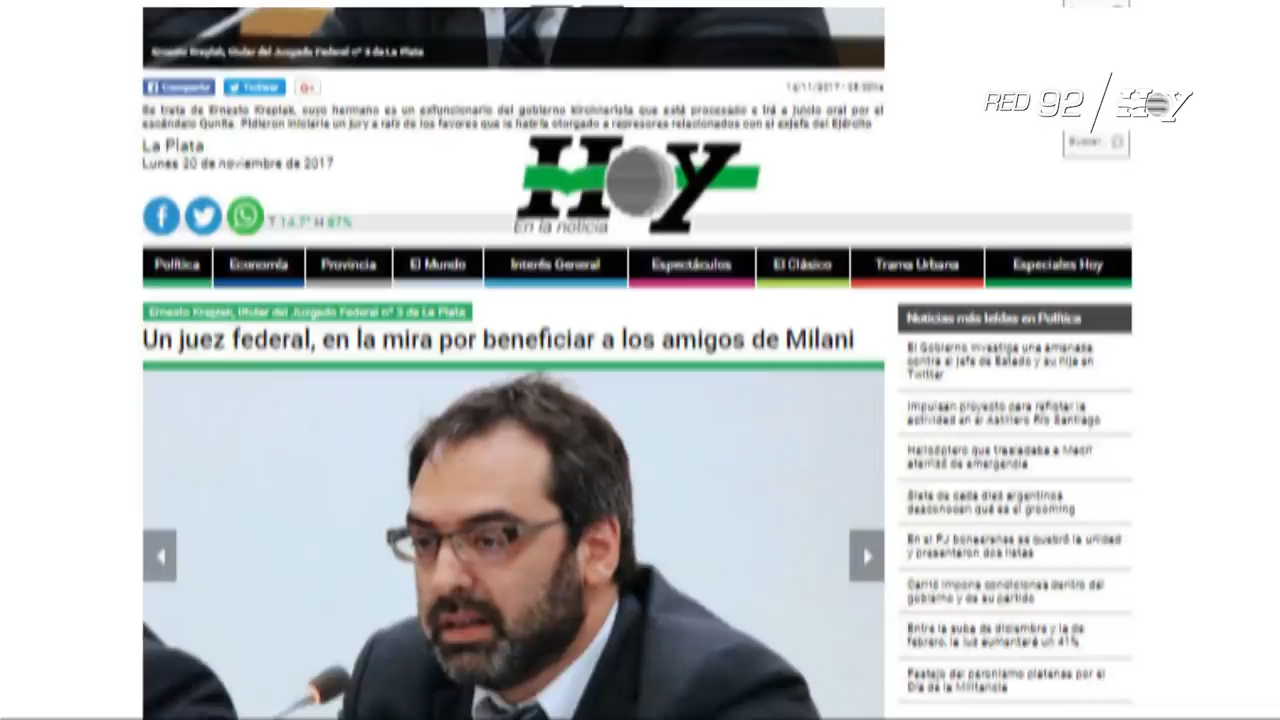 Ernesto Kreplak, titular del Juzgado Federal nº 3 de La Plata
Compartir
Twittear
G+
14/11/2017 -
RED 92 / HOY
Se trata de Ernesto Kreplak, cuyo hermano es un exfuncionario del gobierno kirchnerista que está procesado e irá a juicio oral por el
escándalo Qunita. Pidieron iniciarle un jury a raíz de los favores que le habría otorgado a represores relacionados con el exjefe del Ejército
La Plata
Lunes 20 de noviembre de 2017
Buscar
HOY
En la noticia
T 14.7° H 87%
Política
Economía
Provincia
El Mundo
Interés General
Espectáculos
El Clásico
Trama Urbana
Especiales Hoy
Ernesto Kreplak, titular del Juzgado Federal nº 3 de La Plata
Un juez federal, en la mira por beneficiar a los amigos de Milani
Noticias más leídas en Política
El Gobierno investiga una amenaza
contra el jefe de Estado y su hija en
Twitter
Impulsan proyecto para reflotar la
actividad en el Astillero Río Santiago
Helicóptero que trasladaba a Macri
aterrizó de emergencia
Siete de cada diez argentinos
desconocen qué es el grooming
En el PJ bonaerense se quebró la unidad
y presentaron dos listas
Carrió impone condiciones dentro del
gobierno y de su partido
Entre la suba de diciembre y la de
febrero, la luz aumentará un 41%
Festejo del peronismo platense por el
Día de la Militancia